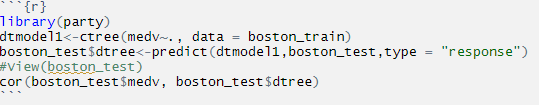 ```{r}
library(party)
dtmodel1<-ctree(medv~., data = boston_train)
boston_test$dtree<-predict(dtmodel1,boston_test,type = "response")
#View(boston_test)
cor(boston_test$medv, boston_test$dtree)
```